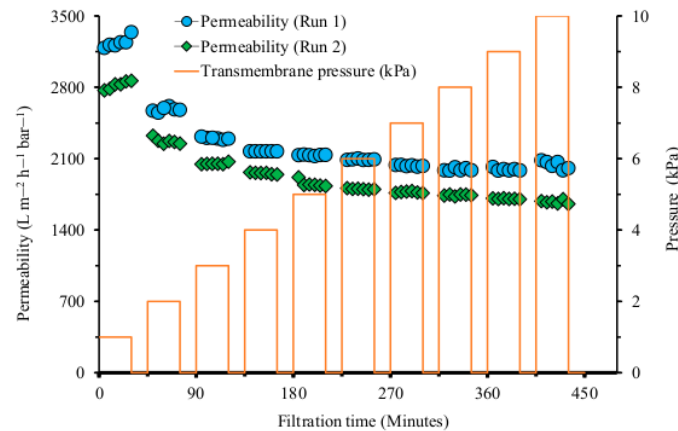 3500
2800
2100
1400
700
0
Permeability (L m−2 h−1 bar−1)
Permeability (Run 1)
Permeability (Run 2)
Transmembrane pressure (kPa)
10
8
6
4
2
0
Pressure (kPa)
0 90 180 270 360 450
Filtration time (Minutes)